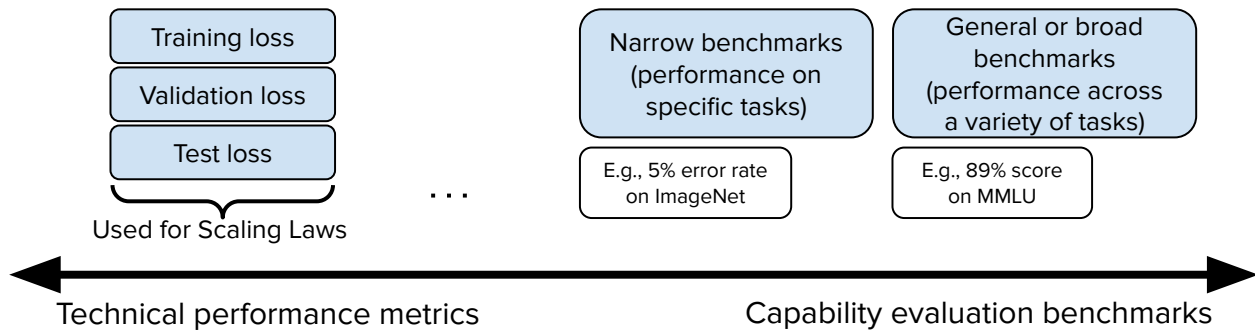 Training loss
Validation loss
Test loss
Used for Scaling Laws
...
Narrow benchmarks
(performance on
specific tasks)
E.g., 5% error rate
on ImageNet
General or broad
benchmarks
(performance across
a variety of tasks)
E.g., 89% score
on MMLU
Technical performance metrics
Capability evaluation benchmarks